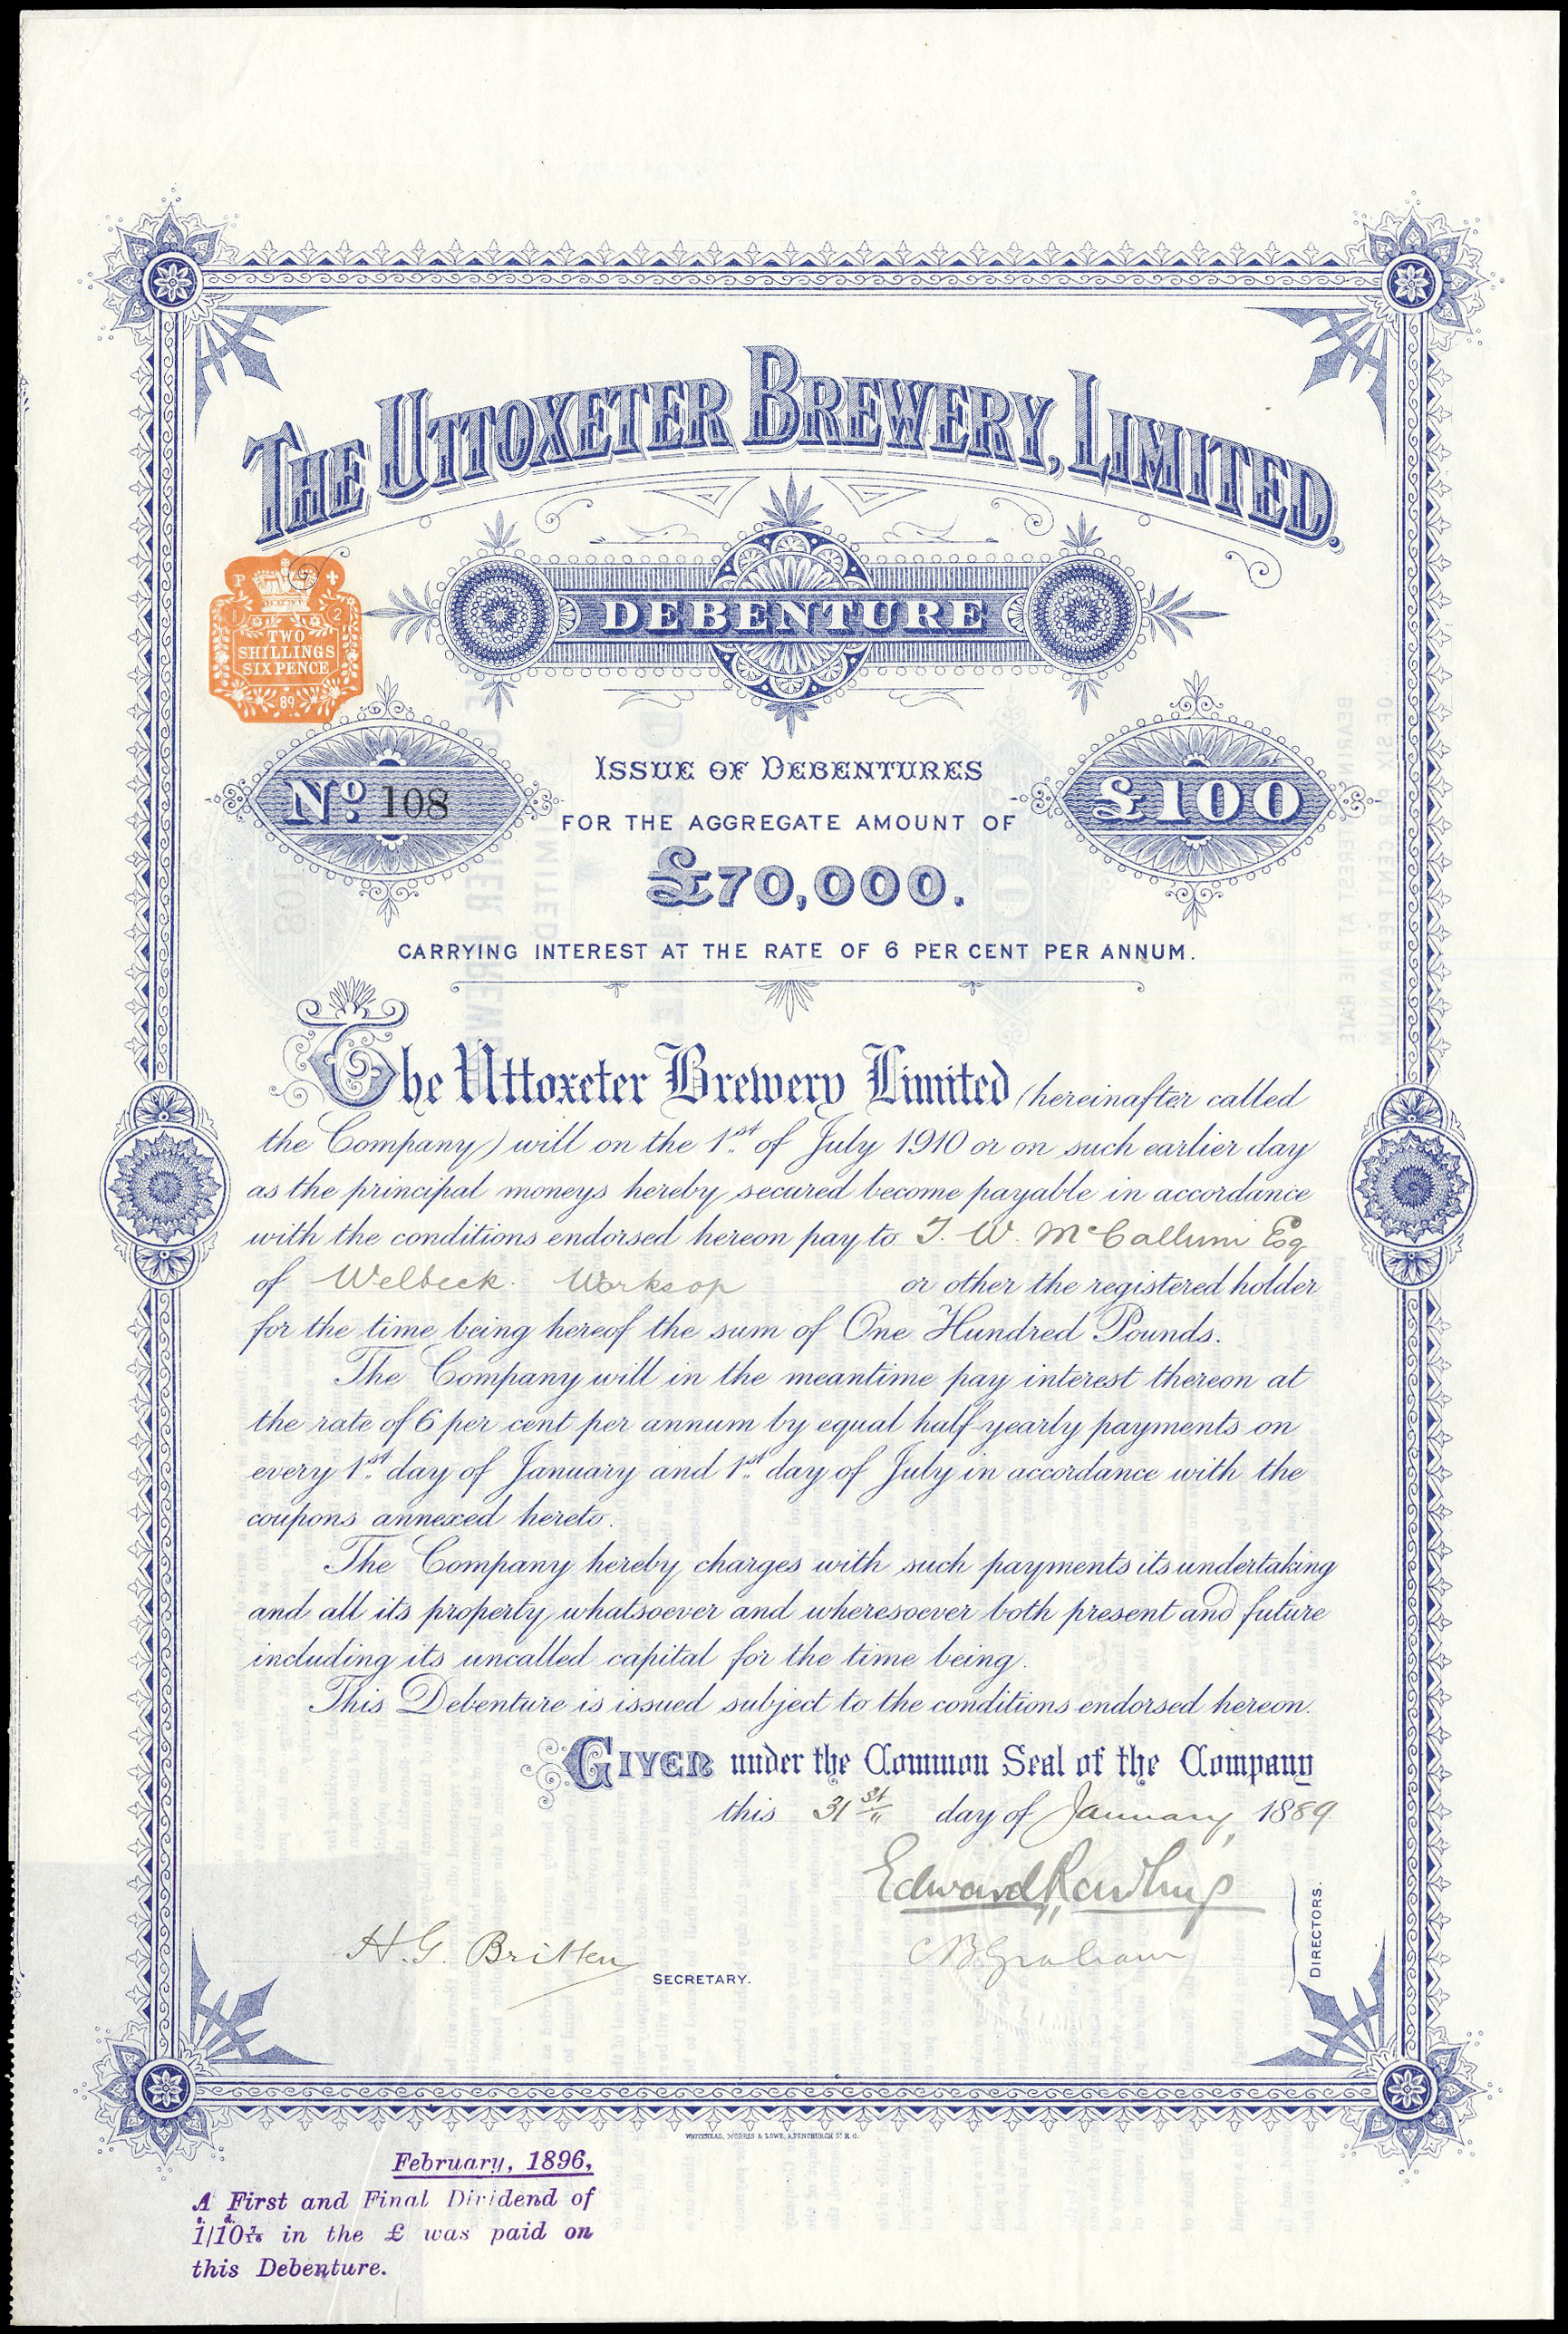 THE UTTOXETER BREWERY, LIMITED.
DEBENTURE
P
2
TWO
SHILLINGS
SIXPENCE
89
No. 108
£100
ISSUE OF DEBENTURES
FOR THE AGGREGATE AMOUNT OF
£70,000.
CARRYING INTEREST AT THE RATE OF 6 PER CENT PER ANNUM.
The Uttoxeter Brewery Limited (hereinafter called
the Company) will on the 1st of July 1910 or on such earlier day
as the principal moneys hereby secured become payable in accordance
with the conditions endorsed hereon pay to T. W. McCallum Esq
of Welbeck. Worksop or other the registered holder
for the time being hereof the sum of One Hundred Pounds.
The Company will in the meantime pay interest thereon at
the rate of 6 per cent per annum by equal half-yearly payments on
every 1st day of January and 1st day of July in accordance with the
coupons annexed hereto.
The Company hereby charges with such payments its undertaking
and all its property whatsoever and wheresoever both present and future
including its uncalled capital for the time being.
This Debenture is issued subject to the conditions endorsed hereon.
GIVEN under the Common Seal of the Company
this 31st day of January, 1889.
Edward Rawlings
H. G. Britten SECRETARY.
C B Graham
DIRECTORS.
WHITEHEAD, MORRIS & LOWE, FENCHURCH ST E.C.
February, 1896,
A First and Final Dividend of
1/10 in the £ was paid on
this Debenture.